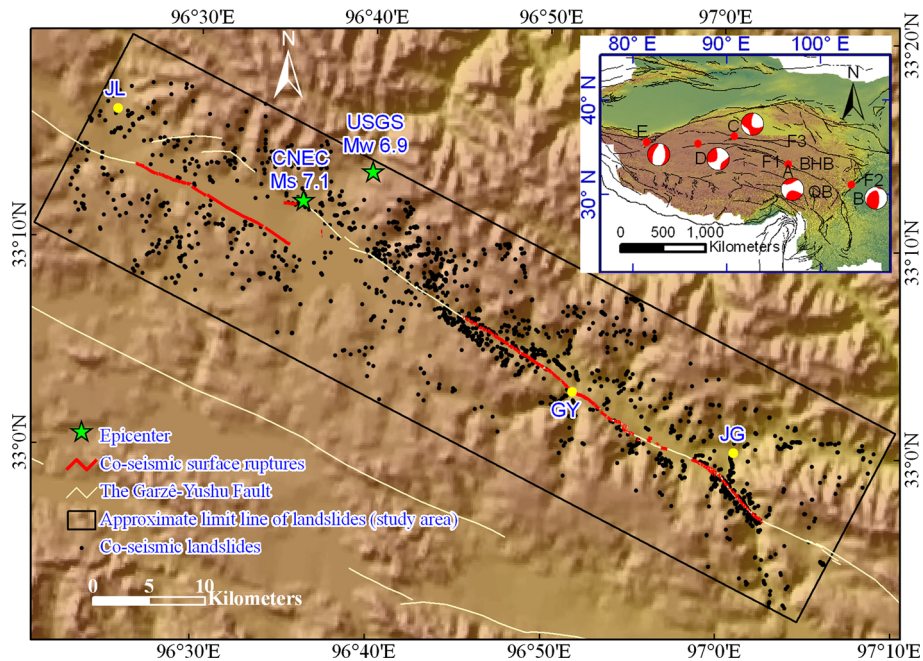 96°30'E
96°40'E
96°50'E
97°0'E
33°20'N
80° E
90° E
100° E
N
N
40° N
30° N
E
C
F3
D
F1
BHB
A
QB
F2
B
0 500 1,000
Kilometers
JL
USGS
Mw 6.9
CNEC
Ms 7.1
33°10'N
33°10'N
GY
JG
33°0'N
33°0'N
Epicenter
Co-seismic surface ruptures
The Garzê-Yushu Fault
Approximate limit line of landslides (study area)
Co-seismic landslides
0 5 10
Kilometers
96°30'E
96°40'E
96°50'E
97°0'E
97°10'E